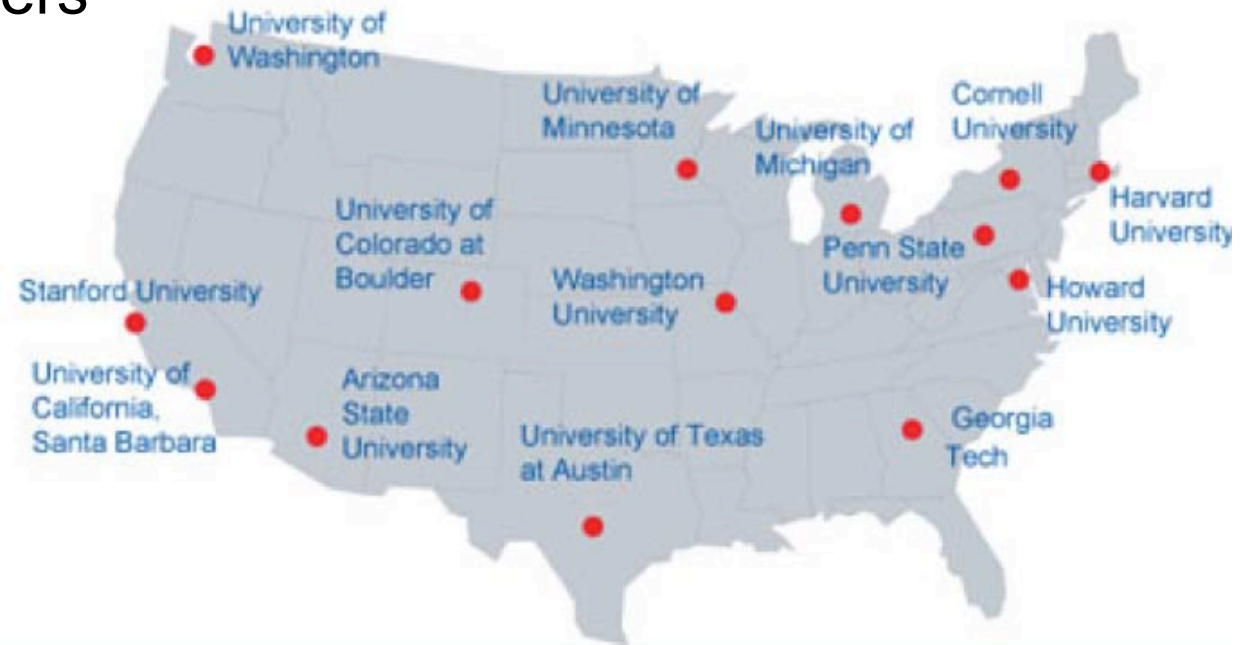 University of
Washington
University of
Minnesota
University of
Michigan
Cornell
University
Harvard
University
University of
Colorado at
Boulder
Washington
University
Penn State
University
Howard
University
Stanford University
University of
California,
Santa Barbara
Arizona
State
University
University of Texas
at Austin
Georgia
Tech